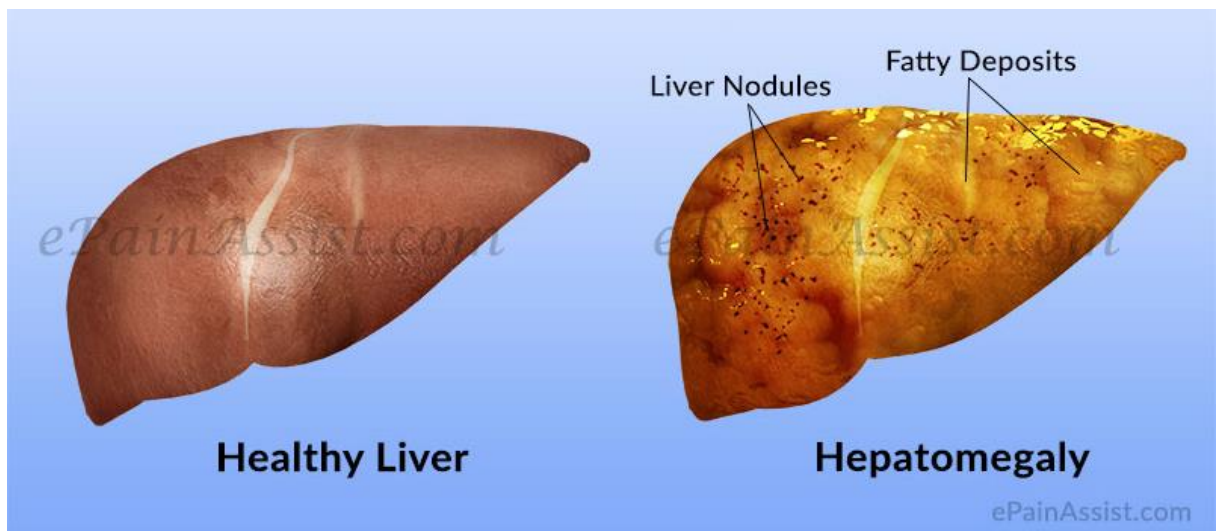 Fatty Deposits
Liver Nodules
ePainAssist.com
ePainAssist.com
Healthy Liver
Hepatomegaly
ePainAssist.com